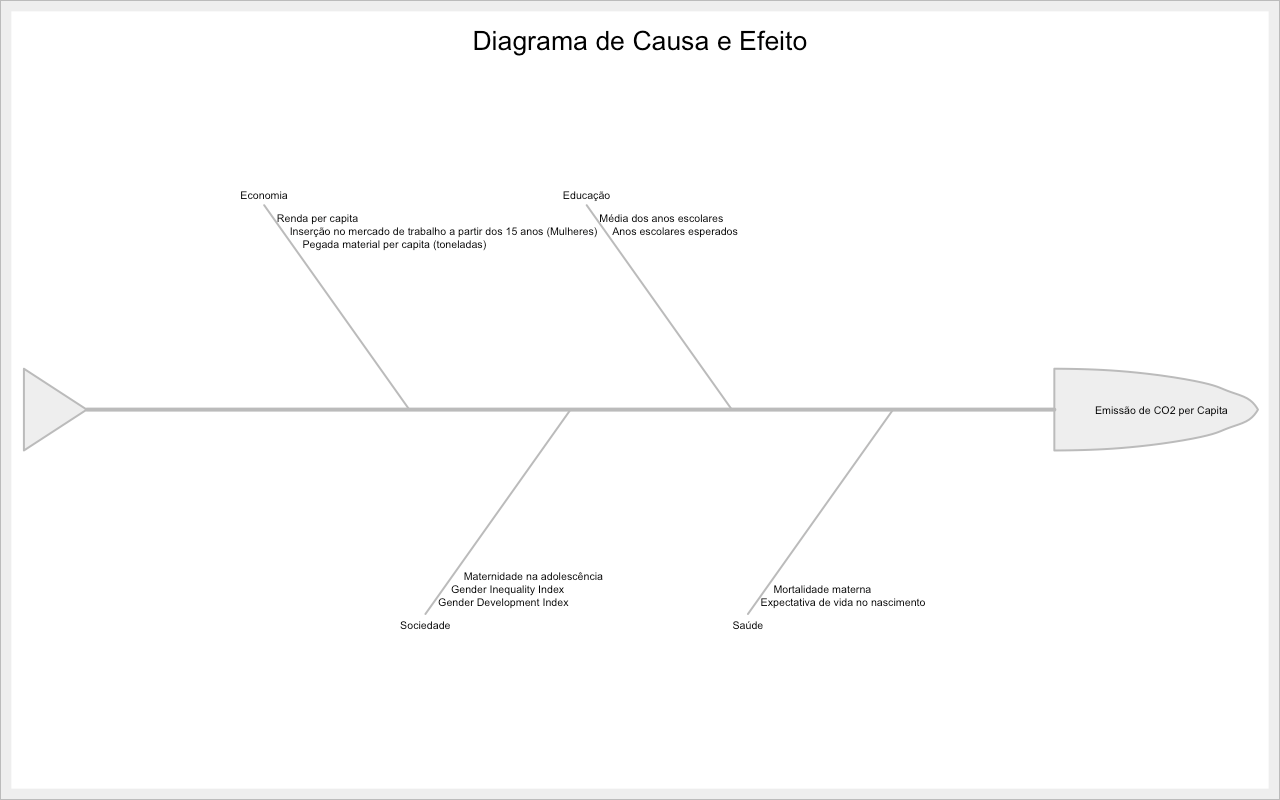 Diagrama de Causa e Efeito
Economia
Renda per capita
Inserção no mercado de trabalho a partir dos 15 anos (Mulheres)
Pegada material per capita (toneladas)
Educação
Média dos anos escolares
Anos escolares esperados
Emissão de CO2 per Capita
Maternidade na adolescência
Gender Inequality Index
Gender Development Index
Sociedade
Mortalidade materna
Expectativa de vida no nascimento
Saúde